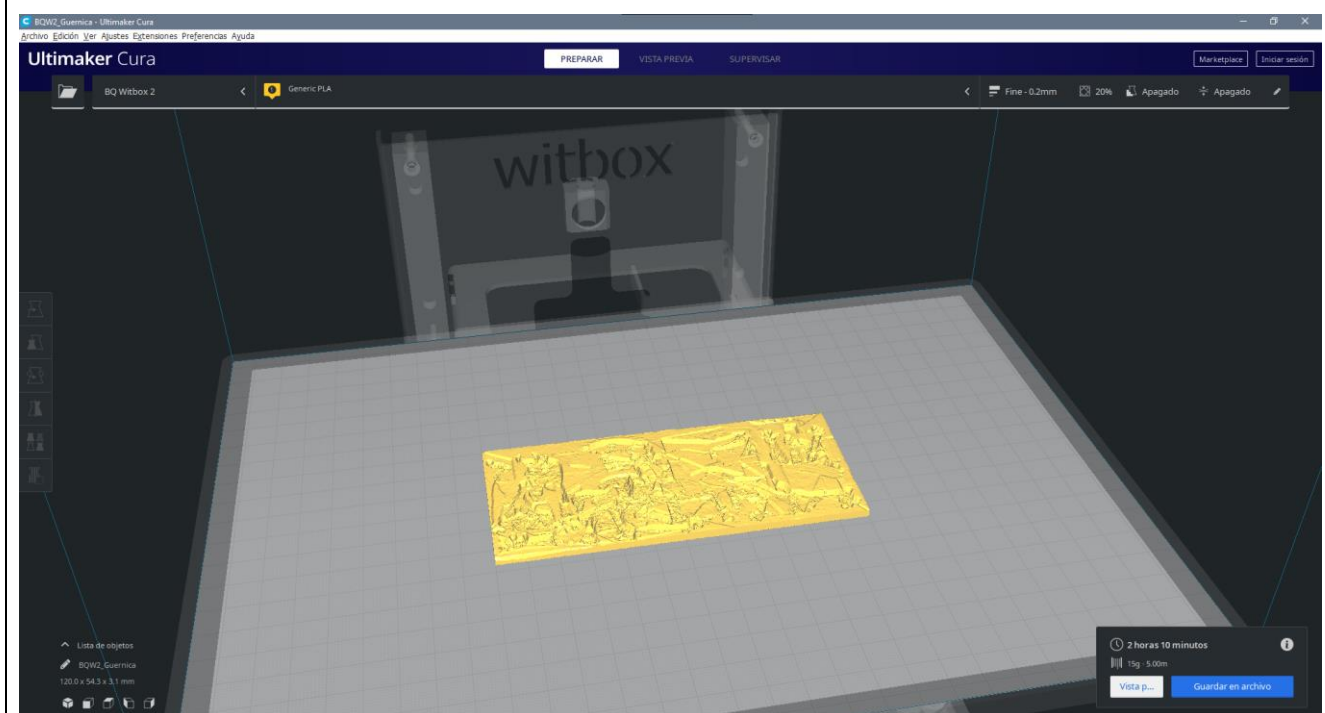 BQW2_Guernica - Ultimaker Cura
Archivo Edición Ver Ajustes Extensiones Preferencias Ayuda
Ultimaker Cura
PREPARAR VISTA PREVIA SUPERVISAR
Marketplace Iniciar sesión
BQ Witbox 2 Generic PLA Fine - 0.2mm 20% Apagado Apagado
witbox
Lista de objetos
BQW2_Guernica
120.0 x 54.3 x 3.1 mm
2 horas 10 minutos
15g · 5.00m
Vista p... Guardar en archivo